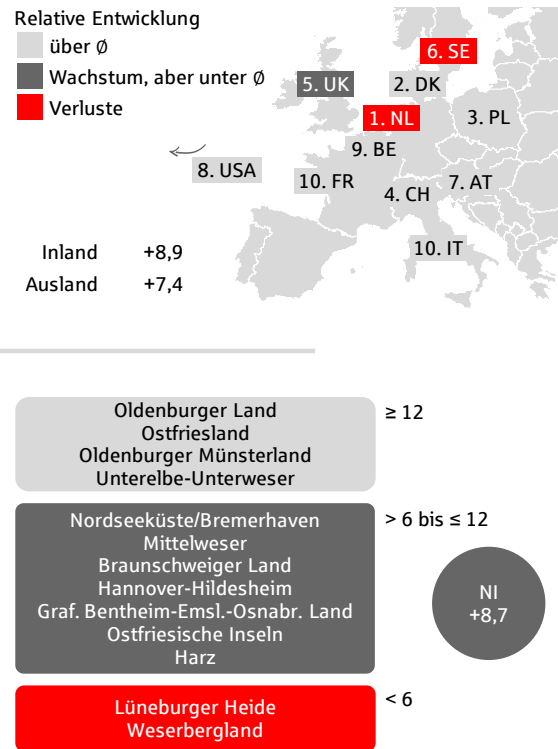 Relative Entwicklung
über Ø
Wachstum, aber unter Ø
Verluste
6. SE
5. UK
2. DK
1. NL
3. PL
9. BE
8. USA
10. FR
7. AT
4. CH
10. IT
Inland +8,9
Ausland +7,4
Oldenburger Land
Ostfriesland
Oldenburger Münsterland
Unterelbe-Unterweser
≥ 12
Nordseeküste/Bremerhaven
Mittelweser
Braunschweiger Land
Hannover-Hildesheim
Graf. Bentheim-Emsl.-Osnabr. Land
Ostfriesische Inseln
Harz
> 6 bis ≤ 12
NI
+8,7
Lüneburger Heide
Weserbergland
< 6